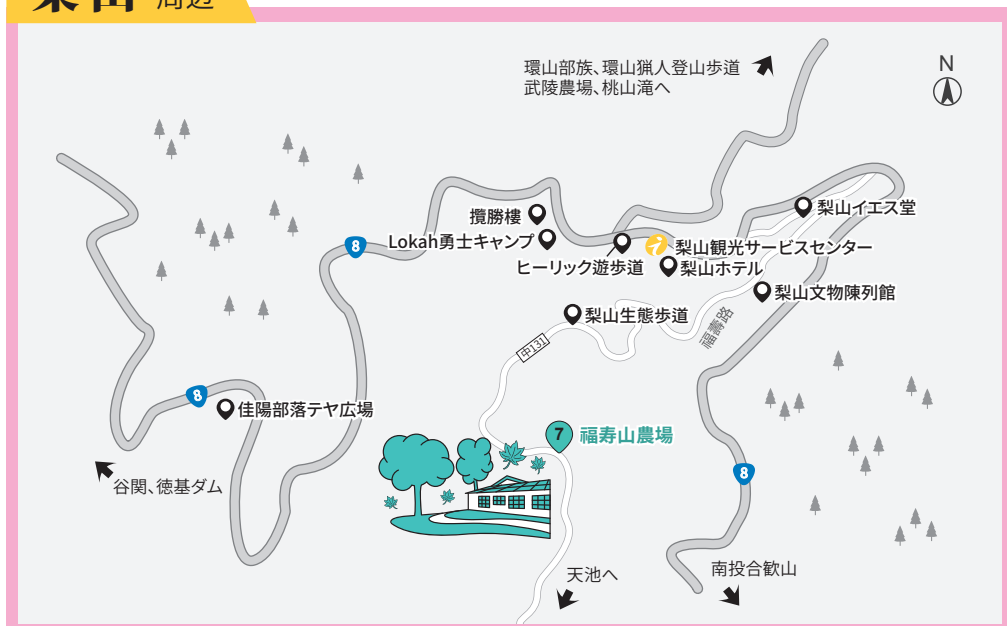 梨山 周辺
環山部族、環山猟人登山歩道
武陵農場、桃山滝へ
N
攬勝樓
Lokah勇士キャンプ
ヒーリック遊歩道
梨山観光サービスセンター
梨山ホテル
梨山イエス堂
梨山文物陳列館
梨山生態歩道
福壽路
中131
8
8
佳陽部落テヤ広場
7
福寿山農場
8
谷関、徳基ダム
天池へ
南投合歓山